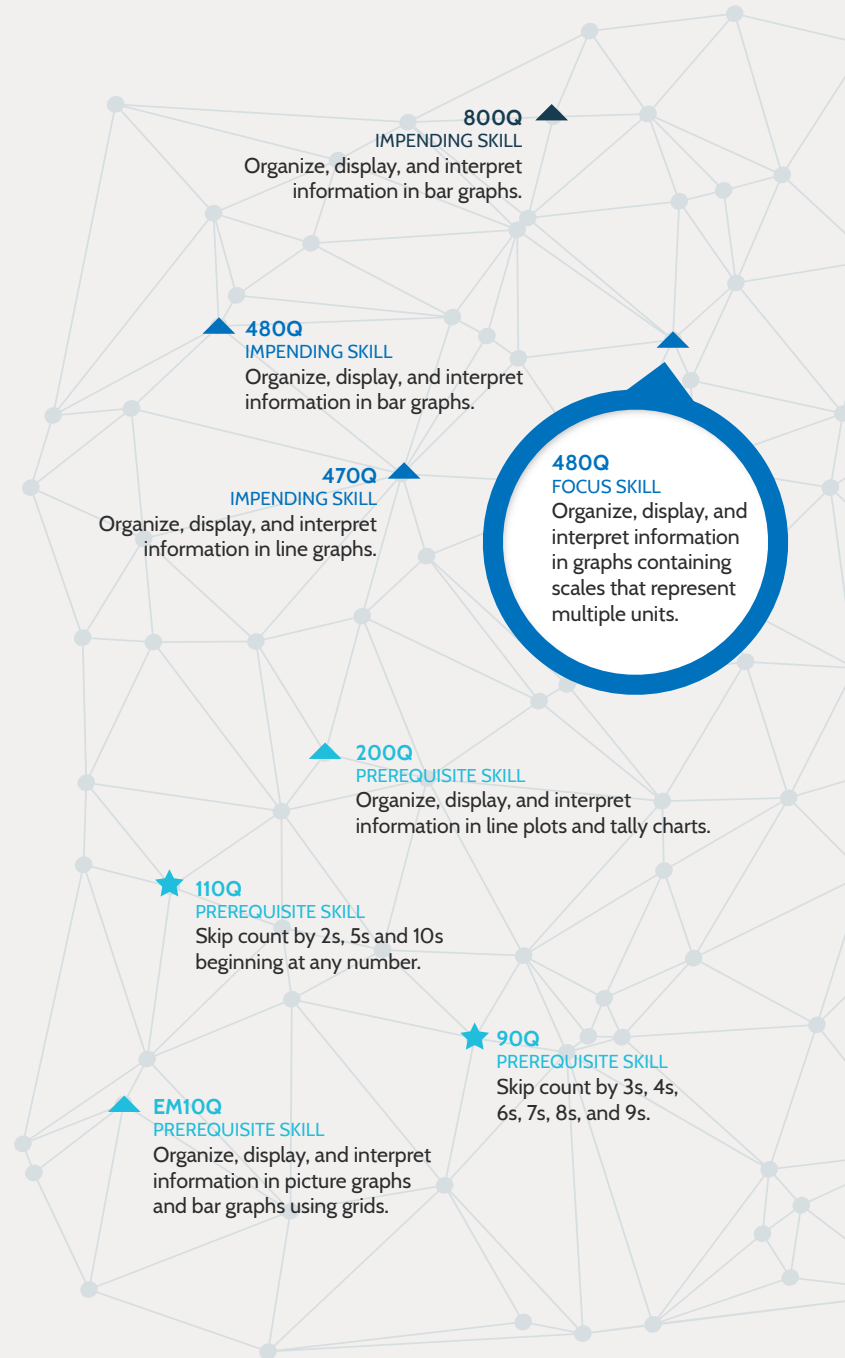 800Q
IMPENDING SKILL
Organize, display, and interpret
information in bar graphs.
480Q
IMPENDING SKILL
Organize, display, and interpret
information in bar graphs.
480Q
FOCUS SKILL
Organize, display, and
interpret information
in graphs containing
scales that represent
multiple units.
470Q
IMPENDING SKILL
Organize, display, and interpret
information in line graphs.
200Q
PREREQUISITE SKILL
Organize, display, and interpret
information in line plots and tally charts.
110Q
PREREQUISITE SKILL
Skip count by 2s, 5s and 10s
beginning at any number.
90Q
PREREQUISITE SKILL
Skip count by 3s, 4s,
6s, 7s, 8s, and 9s.
EM10Q
PREREQUISITE SKILL
Organize, display, and interpret
information in picture graphs
and bar graphs using grids.